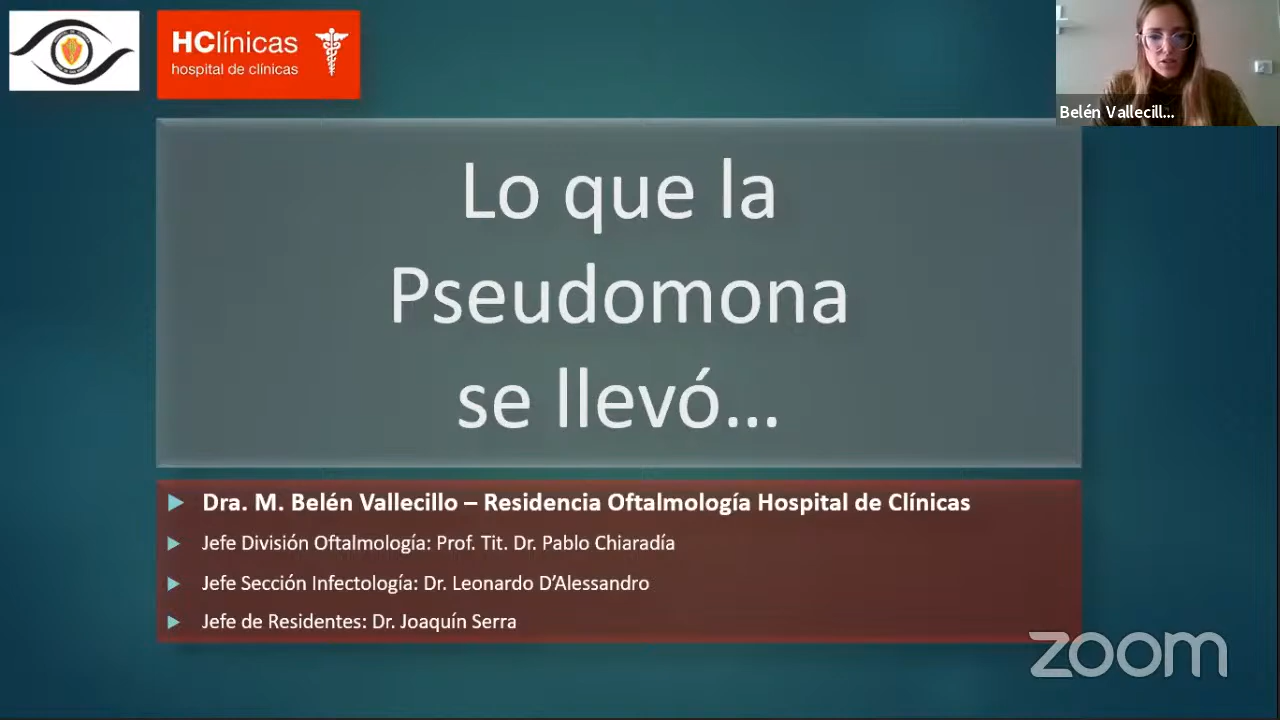 HClínicas
hospital de clínicas
Belén Vallecill...
Lo que la
Pseudomona
se llevó...
Dra. M. Belén Vallecillo – Residencia Oftalmología Hospital de Clínicas
Jefe División Oftalmología: Prof. Tit. Dr. Pablo Chiaradía
Jefe Sección Infectología: Dr. Leonardo D’Alessandro
Jefe de Residentes: Dr. Joaquín Serra
zoom